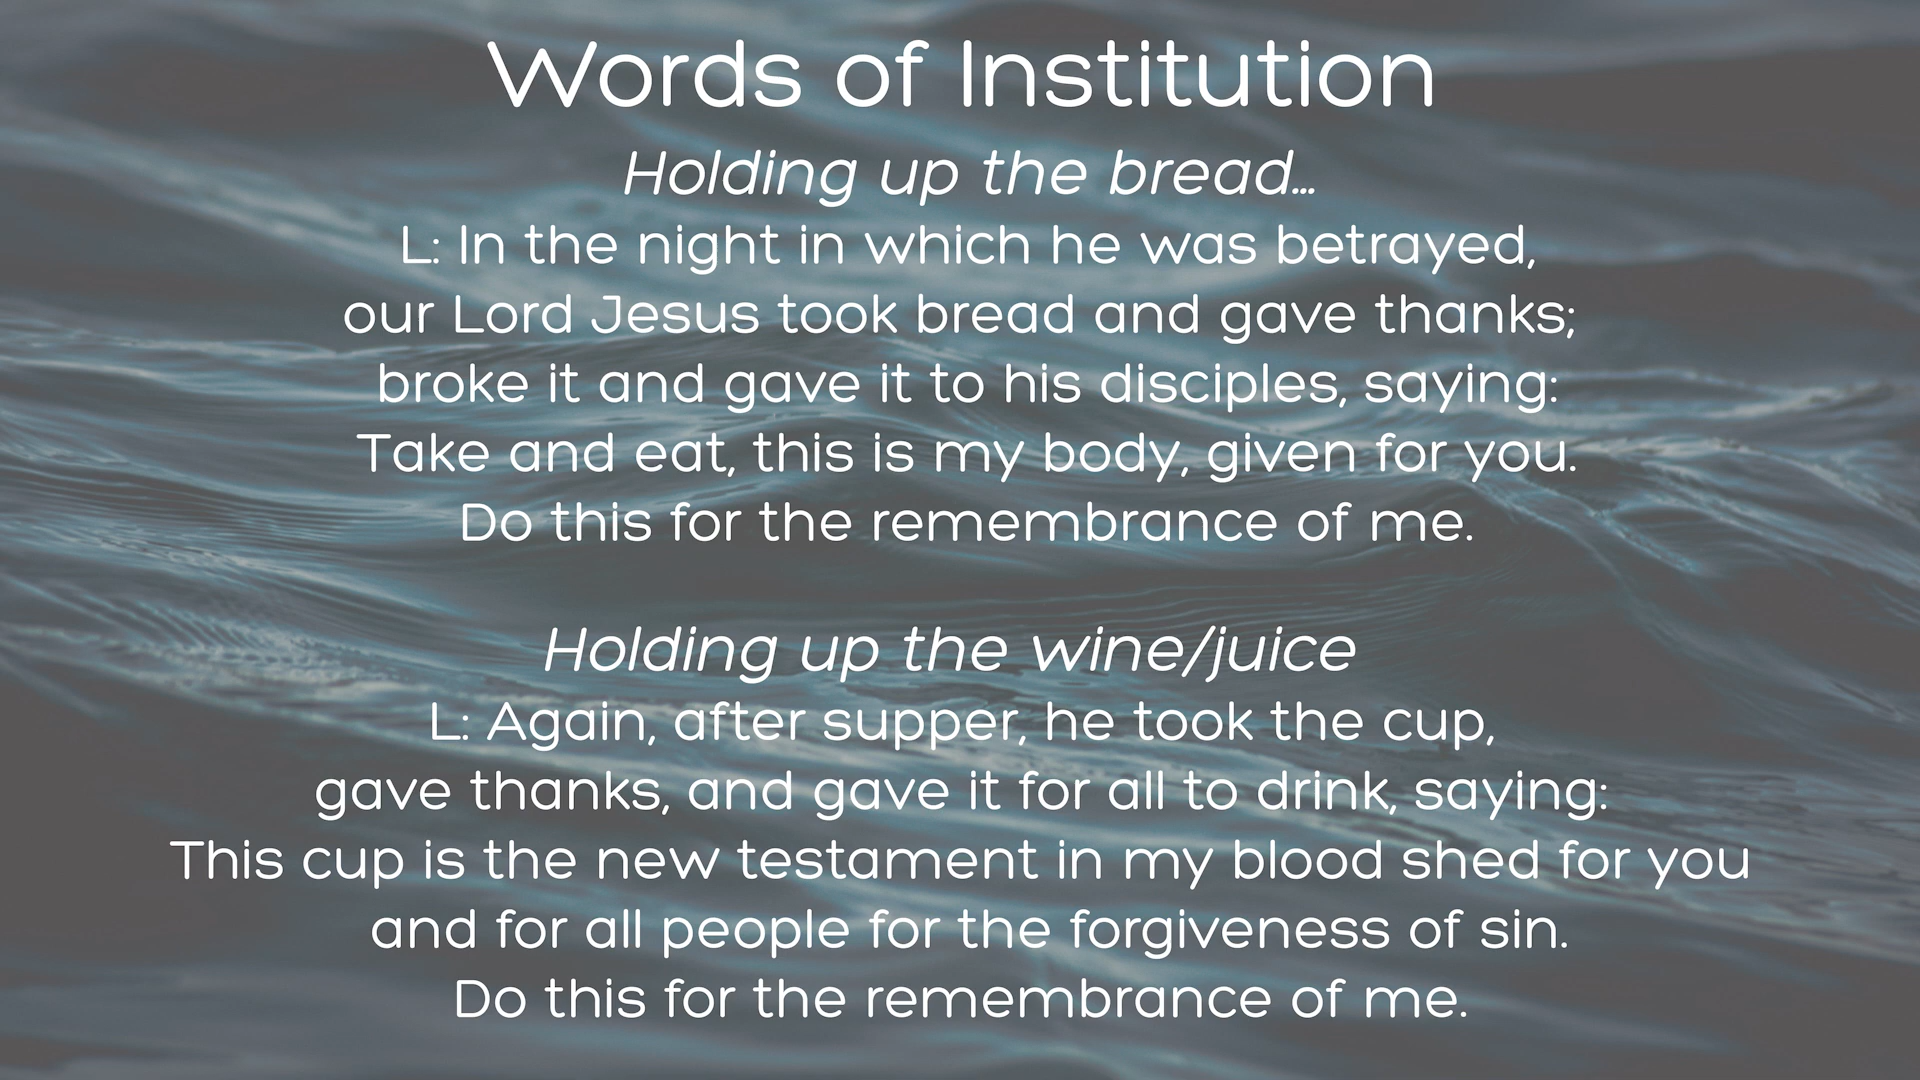 Words of Institution
Holding up the bread...
L: In the night in which he was betrayed,
our Lord Jesus took bread and gave thanks;
broke it and gave it to his disciples, saying:
Take and eat, this is my body, given for you.
Do this for the remembrance of me.
Holding up the wine/juice
L: Again, after supper, he took the cup,
gave thanks, and gave it for all to drink, saying:
This cup is the new testament in my blood shed for you
and for all people for the forgiveness of sin.
Do this for the remembrance of me.